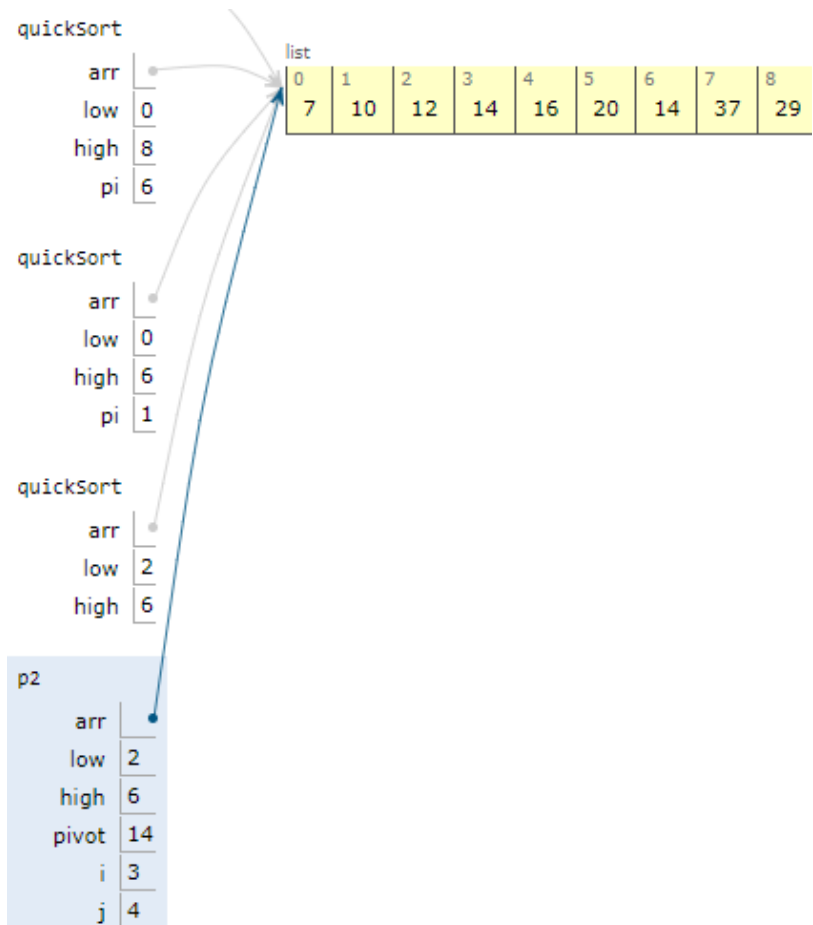 quickSort
arr
low 0
high 8
pi 6
list
0 1 2 3 4 5 6 7 8
7 10 12 14 16 20 14 37 29
quickSort
arr
low 0
high 6
pi 1
quickSort
arr
low 2
high 6
p2
arr
low 2
high 6
pivot 14
i 3
j 4